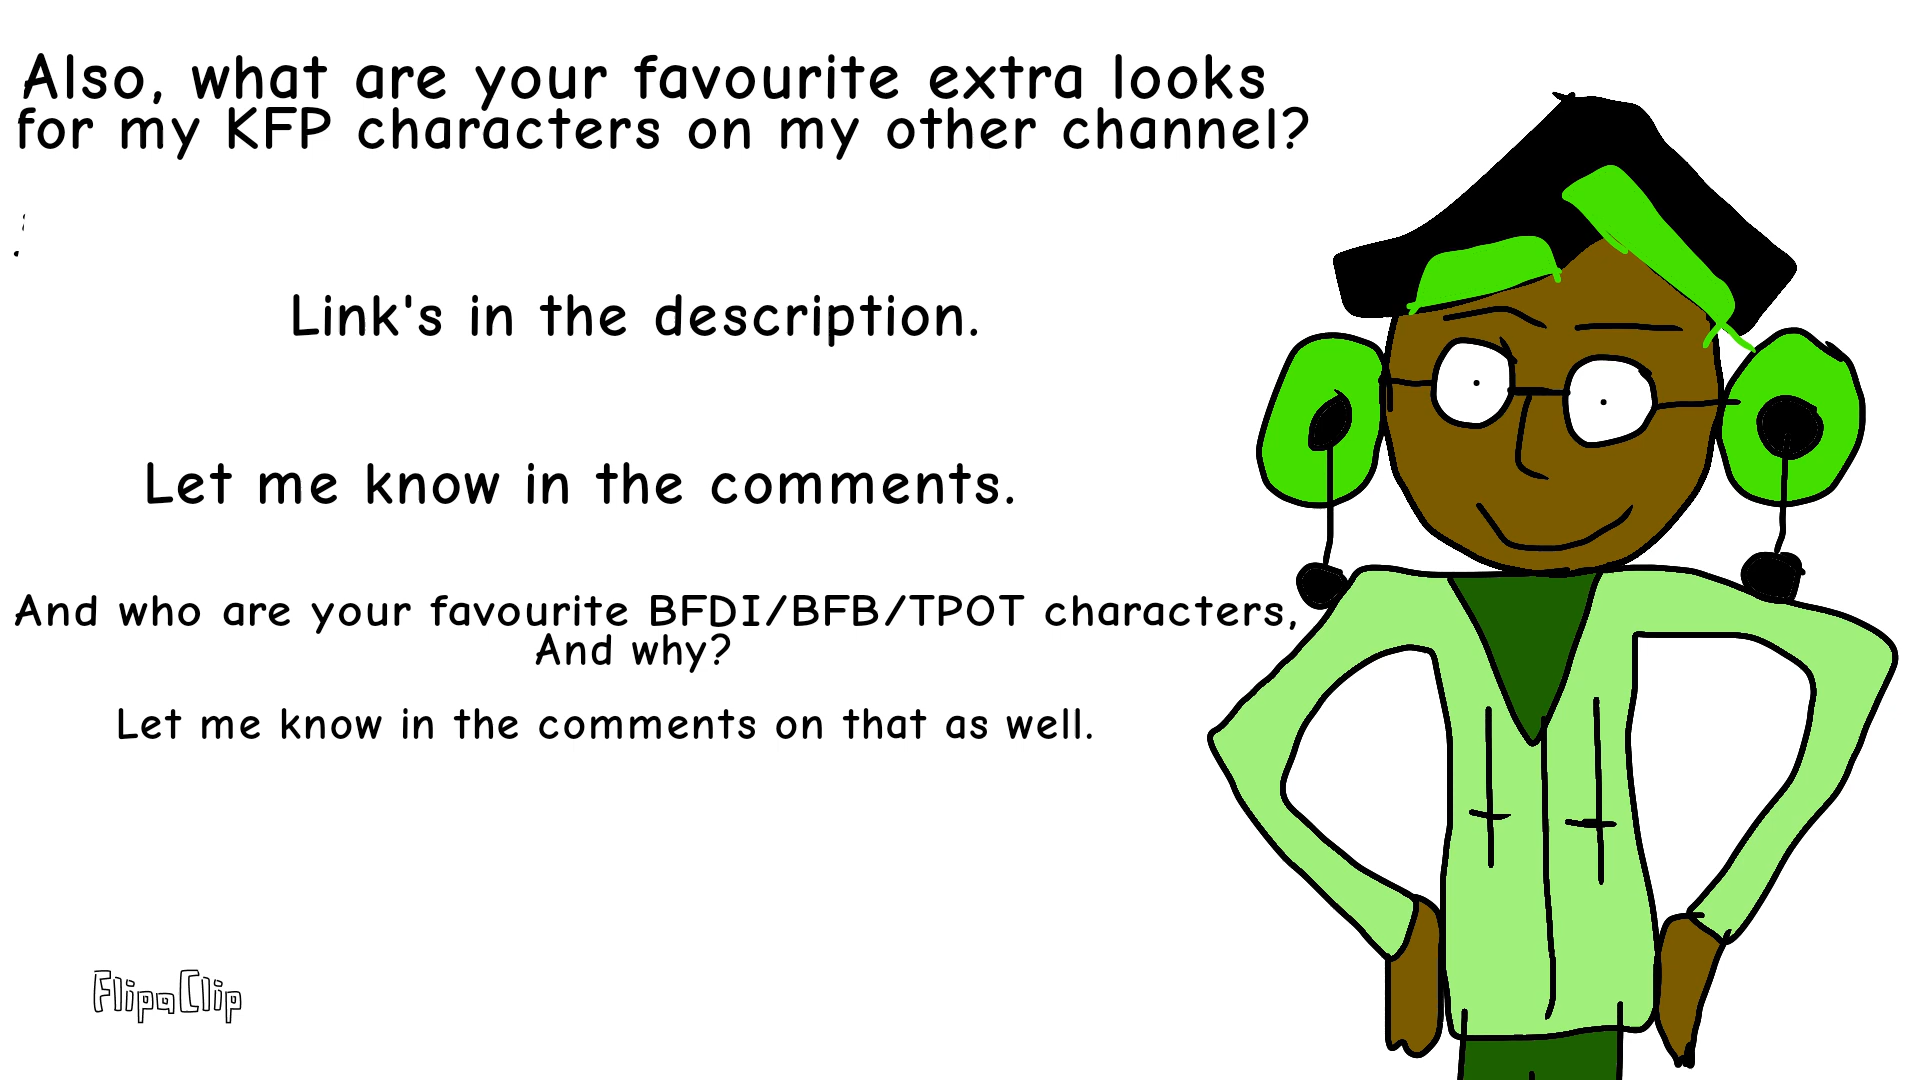 Also, what are your favourite extra looks
for my KFP characters on my other channel?
Link's in the description.
Let me know in the comments.
And who are your favourite BFDI/BFB/TPOT characters,
And why?
Let me know in the comments on that as well.
FlipaClip